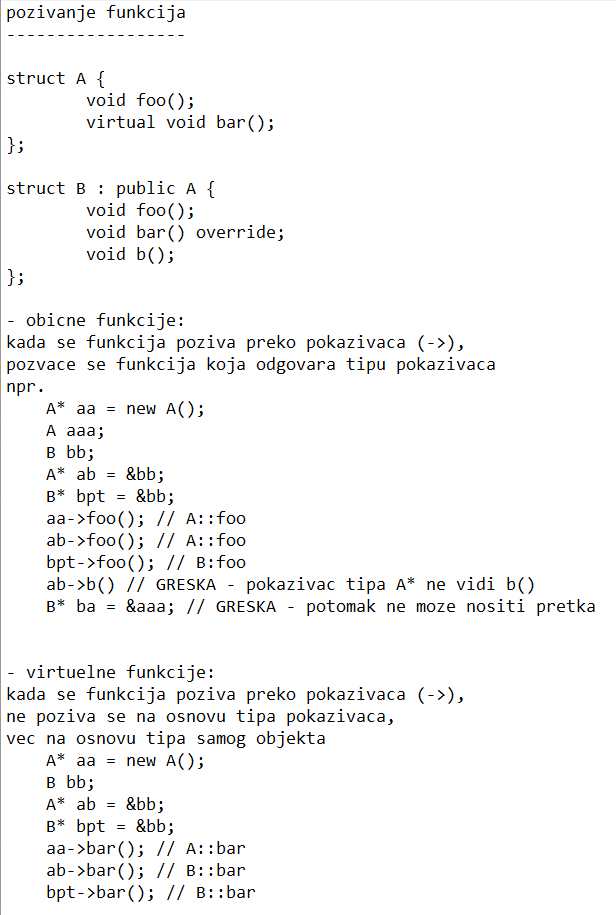 pozivanje funkcija
------------------
struct A {
        void foo();
        virtual void bar();
};
struct B : public A {
        void foo();
        void bar() override;
        void b();
};
- obicne funkcije:
kada se funkcija poziva preko pokazivaca (->),
pozvace se funkcija koja odgovara tipu pokazivaca
npr.
    A* aa = new A();
    A aaa;
    B bb;
    A* ab = &bb;
    B* bpt = &bb;
    aa->foo(); // A::foo
    ab->foo(); // A::foo
    bpt->foo(); // B:foo
    ab->b() // GRESKA - pokazivac tipa A* ne vidi b()
    B* ba = &aaa; // GRESKA - potomak ne moze nositi pretka
- virtuelne funkcije:
kada se funkcija poziva preko pokazivaca (->),
ne poziva se na osnovu tipa pokazivaca,
vec na osnovu tipa samog objekta
    A* aa = new A();
    B bb;
    A* ab = &bb;
    B* bpt = &bb;
    aa->bar(); // A::bar
    ab->bar(); // B::bar
    bpt->bar(); // B::bar